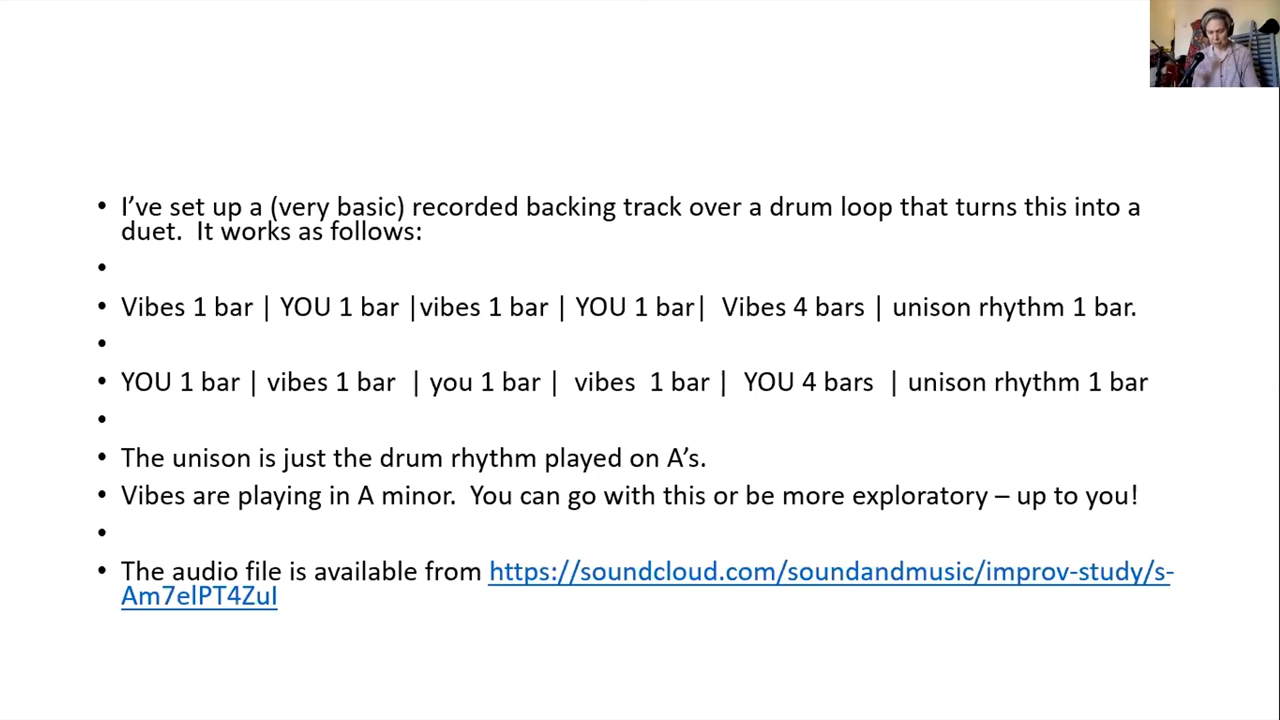 • I’ve set up a (very basic) recorded backing track over a drum loop that turns this into a
duet.  It works as follows:
•
• Vibes 1 bar | YOU 1 bar |vibes 1 bar | YOU 1 bar|  Vibes 4 bars | unison rhythm 1 bar.
•
• YOU 1 bar | vibes 1 bar  | you 1 bar |  vibes  1 bar |  YOU 4 bars  | unison rhythm 1 bar
•
• The unison is just the drum rhythm played on A’s.
• Vibes are playing in A minor.  You can go with this or be more exploratory – up to you!
•
• The audio file is available from https://soundcloud.com/soundandmusic/improv-study/s-
Am7elPT4ZuI